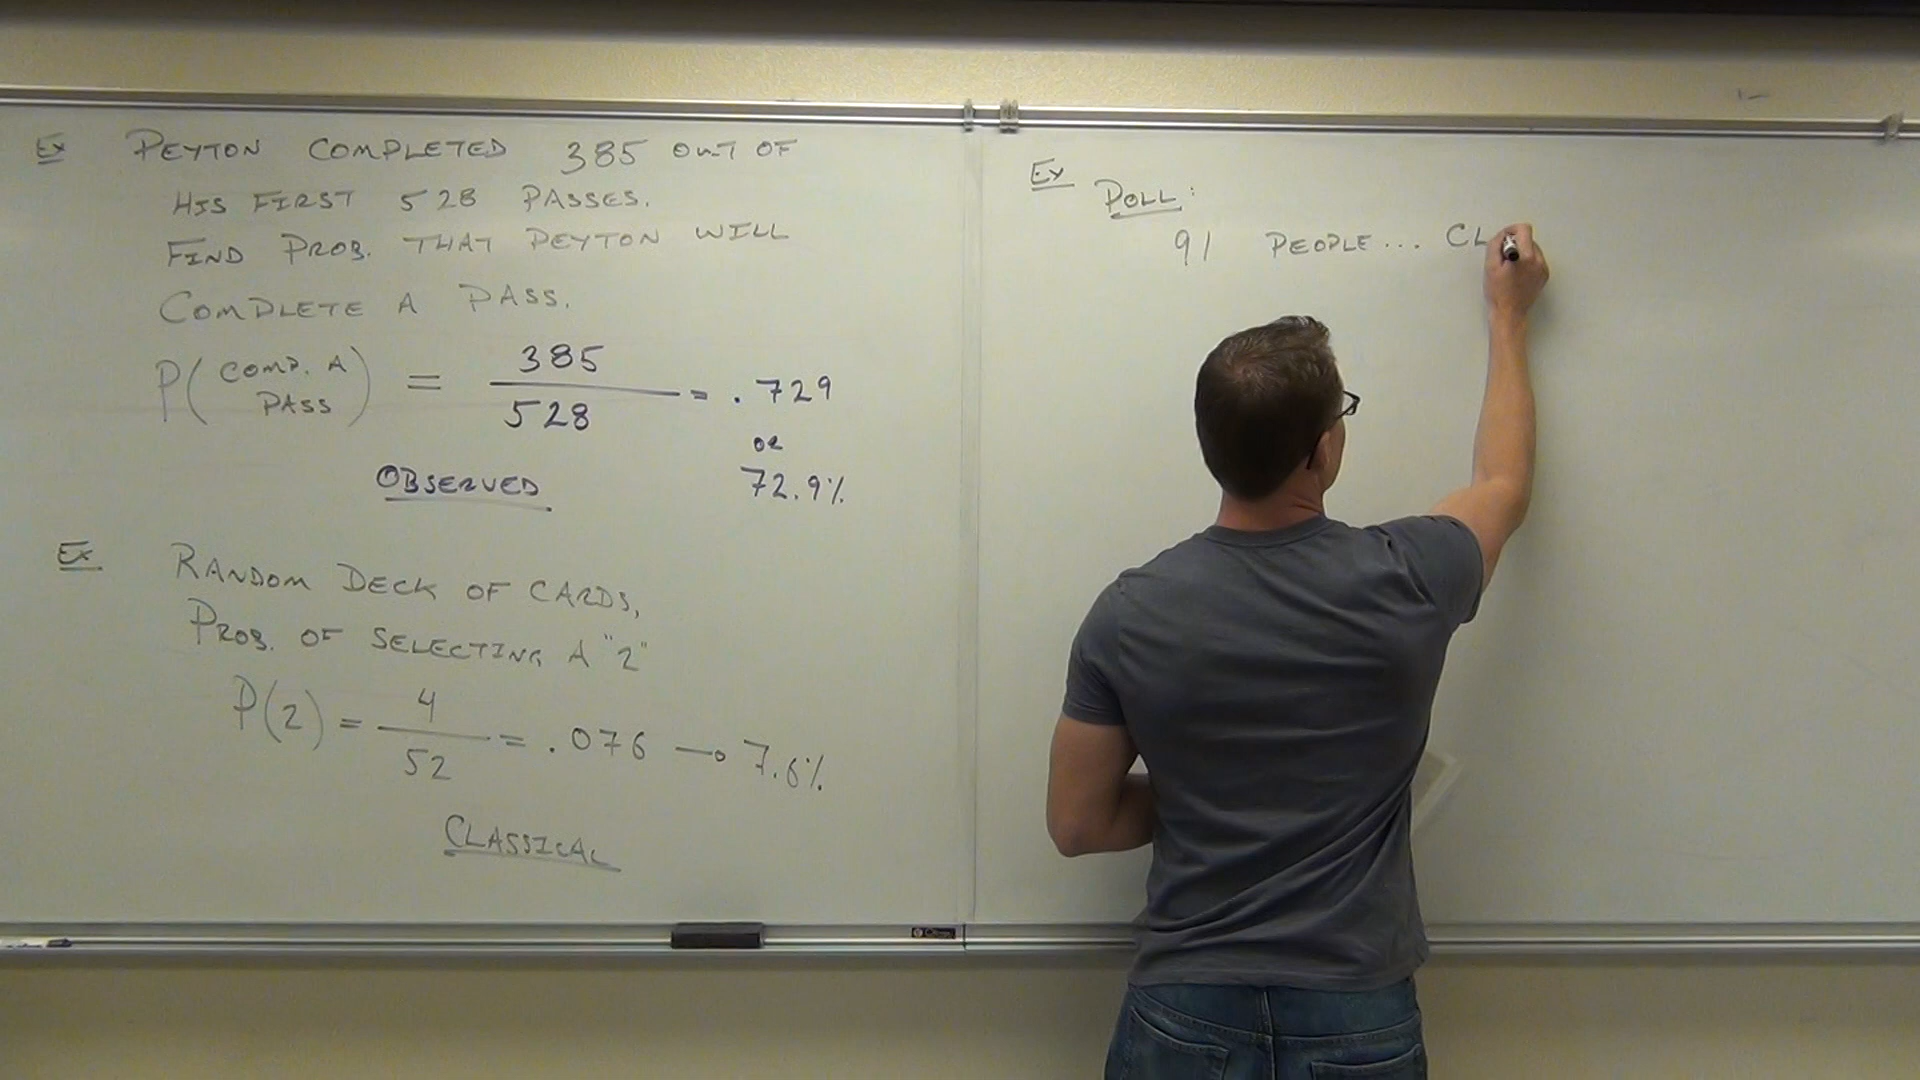 Ex PEYTON COMPLETED 385 OUT OF
HIS FIRST 528 PASSES.
FIND PROB. THAT PEYTON WILL
COMPLETE A PASS.
P(COMP. A PASS) = 385/528 = .729
OR
OBSERVED 72.9%
Ex RANDOM DECK OF CARDS,
PROB. OF SELECTING A "2"
P(2) = 4/52 = .076 → 7.6%
CLASSICAL
Ex POLL:
91 PEOPLE... CL